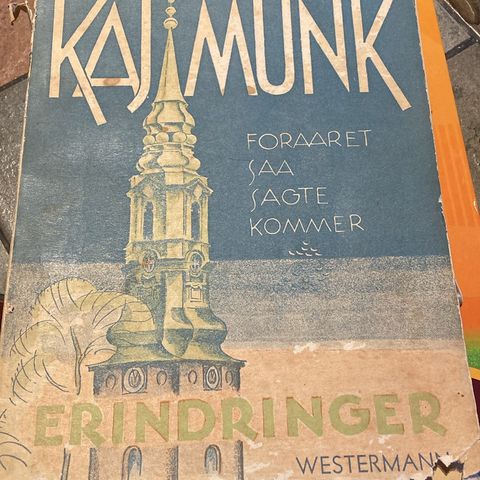 KAJ MUNK
FORAARET
SAA
SAGTE
KOMMER
ERINDRINGER
WESTERMANN